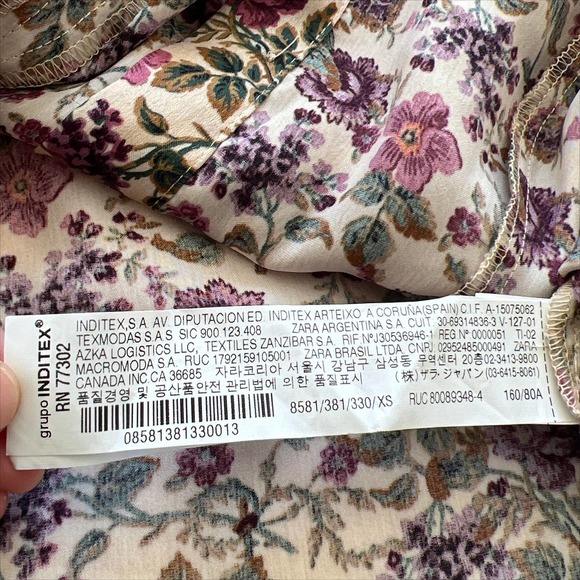 grupo INDITEX®
RN 77302
INDITEX,S.A. AV. DIPUTACION ED. INDITEX ARTEIXO A CORUÑA(SPAIN) C.I.F. A-15075062
TEXMODAS S.A.S SIC 900 123 408 ZARA ARGENTINA S.A. CUIT. 30-69314836-3 V-127-01
AZKA LOGISTICS LLC, TEXTILES ZANZIBAR S.A. RIF Nº J30536946-1 REG Nº 0000051 TI-02
MACROMODA S.A. RUC 1792159105001 ZARA BRASIL LTDA, CNPJ 02952485000491 ZARA
CANADA INC.CA 36685 자라코리아 서울시 강남구 삼성동 무역센터 20층 02-3413-9800
품질경영 및 공산품안전 관리법에 의한 품질표시 (株) ザラ・ジャパン (03-6415-8061)
8581/381/330/XS RUC 80089348-4 160/80A
08581381330013